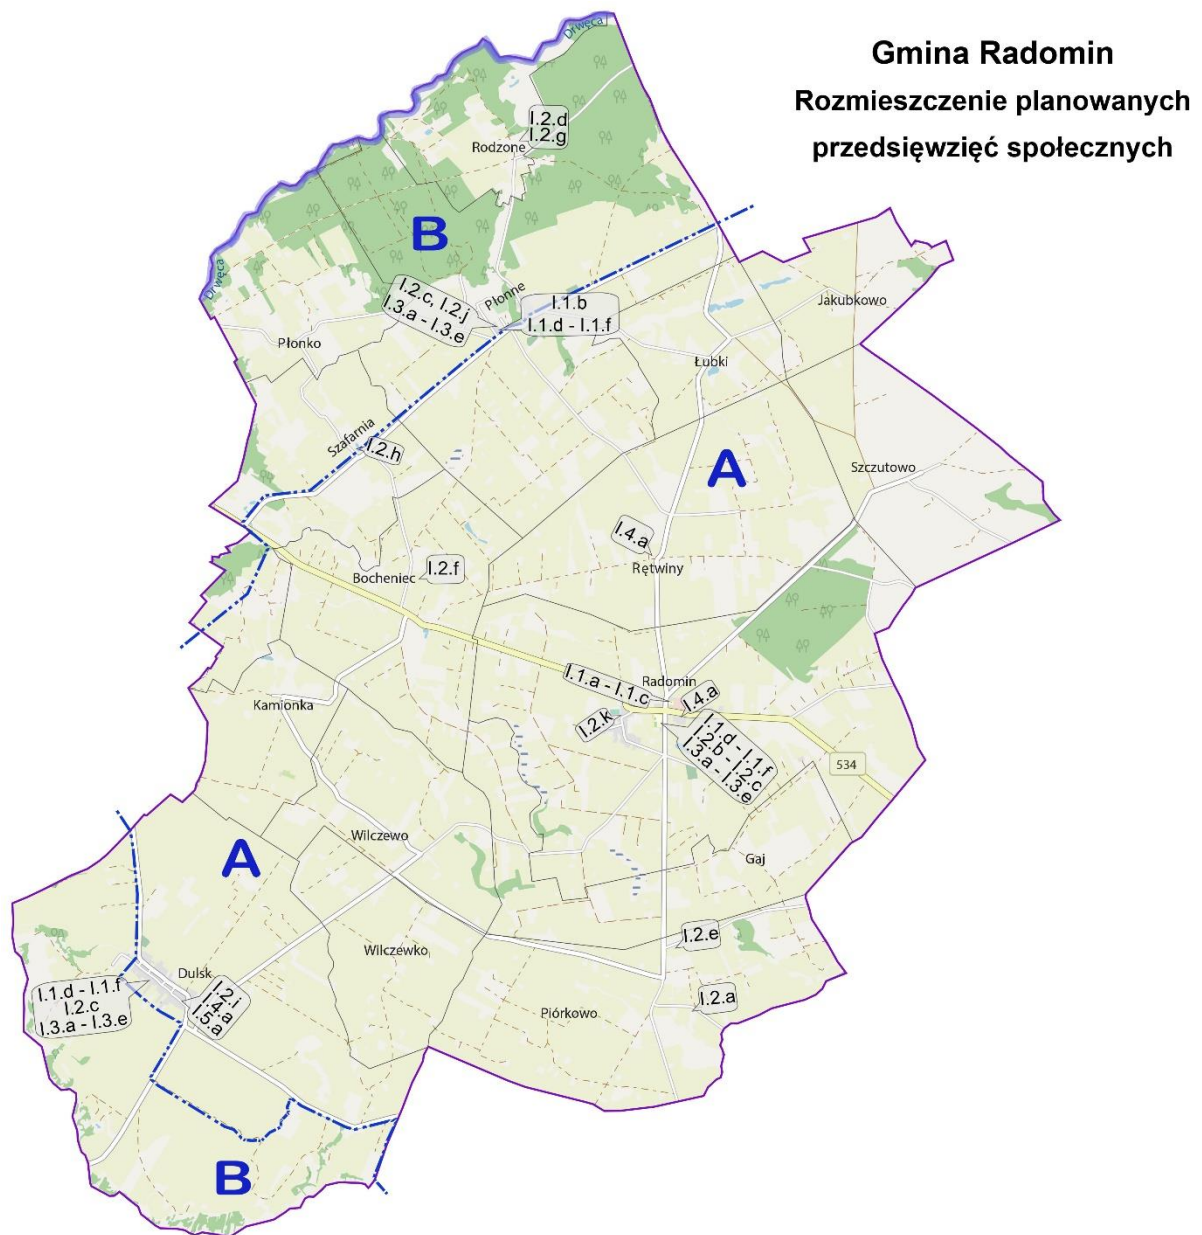 Gmina Radomin
Rozmieszczenie planowanych
przedsięwzięć społecznych
Drwęca
I.2.d
I.2.g
Rodzone
B
Drwęca
I.2.c, I.2.j
I.3.a - I.3.e
Płonne
I.1.b
I.1.d - I.1.f
Jakubkowo
Płonko
Łubki
Szafarnia
I.2.h
A
Szczutowo
I.4.a
Rętwiny
Bocheniec
I.2.f
I.1.a - I.1.c
Radomin
I.4.a
Kamionka
I.2.k
I.1.d - I.1.f
I.2.b - I.2.c
I.3.a - I.3.e
534
Wilczewo
A
Gaj
I.2.e
Wilczewko
Dulsk
I.1.d - I.1.f
I.2.c
I.3.a - I.3.e
I.2.i
I.4.a
I.5.a
I.2.a
Piórkowo
B